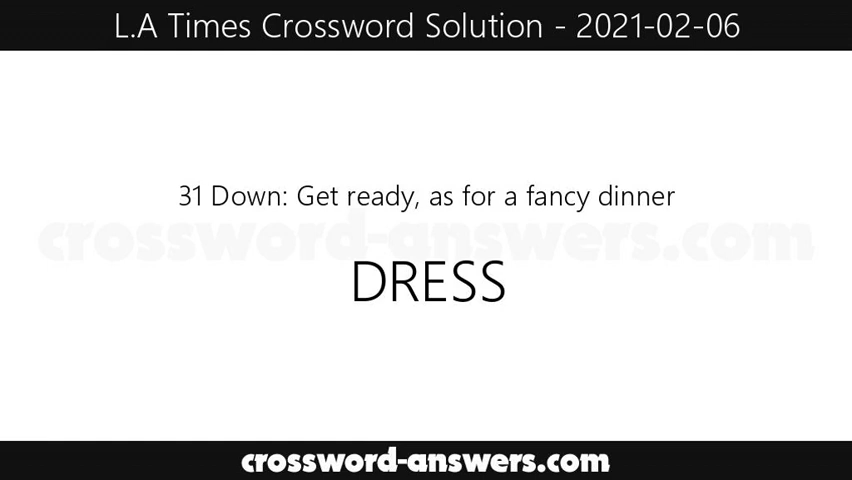 L.A Times Crossword Solution - 2021-02-06
31 Down: Get ready, as for a fancy dinner
crossword-answers.com
DRESS
crossword-answers.com